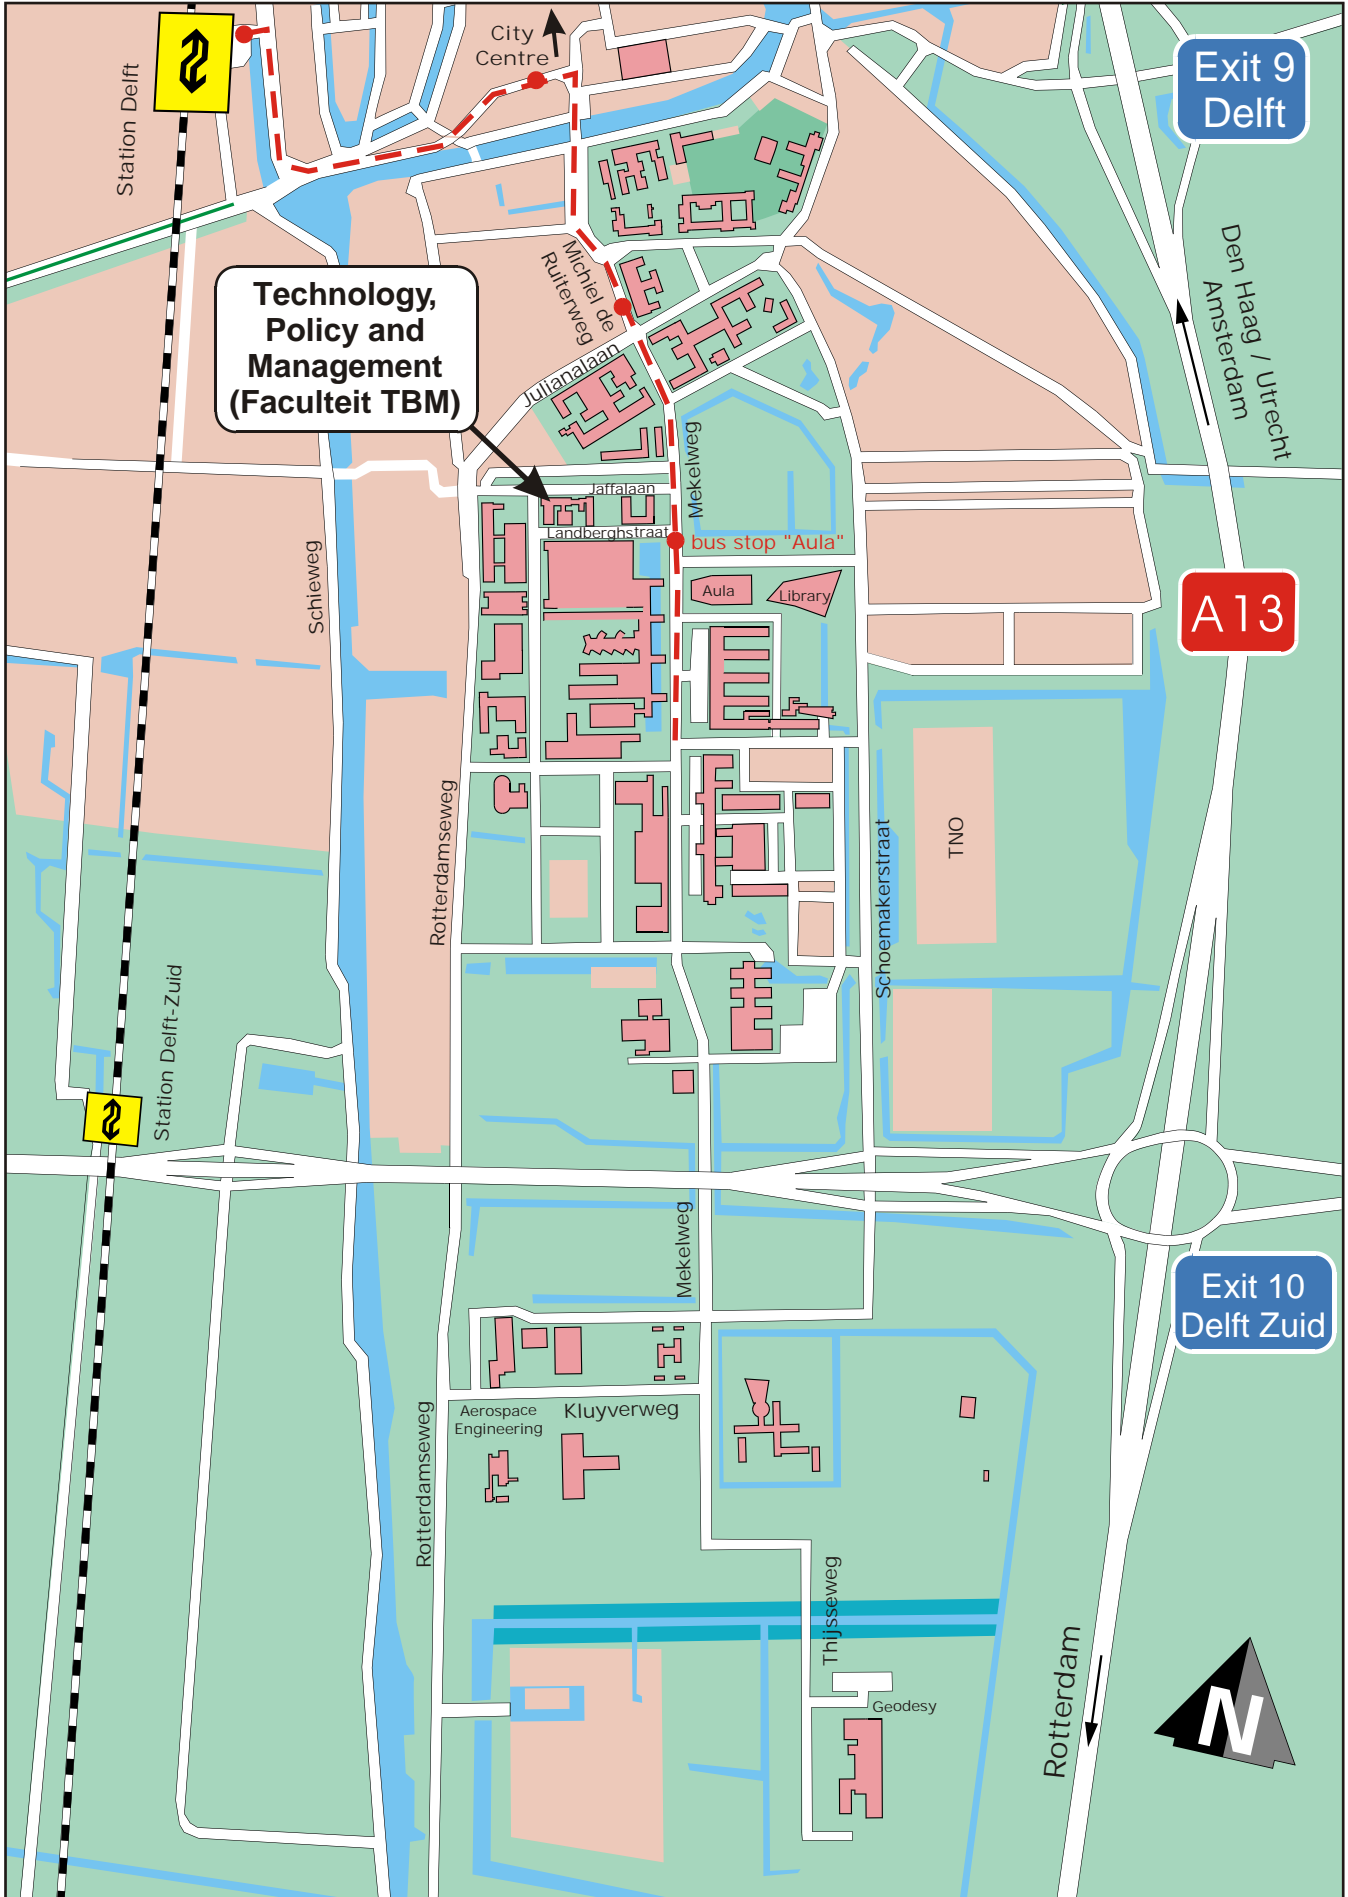 City
Centre
Exit 9
Delft
Station Delft
Den Haag / Utrecht
Amsterdam
Michiel de
Ruiterweg
Technology,
Policy and
Management
(Faculteit TBM)
Julianalaan
Mekelweg
Jaffalaan
Landberghstraat
bus stop "Aula"
Schieweg
Aula
Library
A13
Rotterdamseweg
Schoemakerstraat
TNO
Station Delft-Zuid
Mekelweg
Exit 10
Delft Zuid
Aerospace
Engineering
Kluyverweg
Rotterdamseweg
Thijsseweg
Rotterdam
Geodesy
N